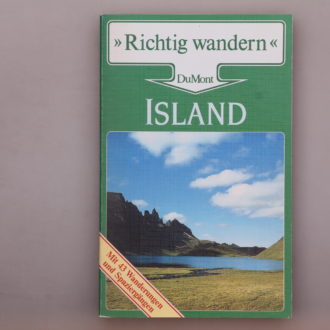 » Richtig wandern «
DuMont
ISLAND
Mit 43 Wanderungen
und Spaziergängen